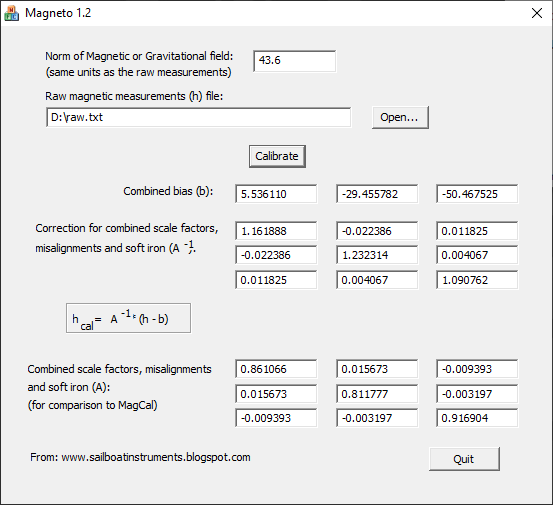 Magneto 1.2
Norm of Magnetic or Gravitational field: 43.6
(same units as the raw measurements)
Raw magnetic measurements (h) file:
D:\raw.txt Open...
Calibrate
Combined bias (b): 5.536110 -29.455782 -50.467525
Correction for combined scale factors, 1.161888 -0.022386 0.011825
misalignments and soft iron (A -1): -0.022386 1.232314 0.004067
0.011825 0.004067 1.090762
h cal = A -1 * (h - b)
Combined scale factors, misalignments 0.861066 0.015673 -0.009393
and soft iron (A): 0.015673 0.811777 -0.003197
(for comparison to MagCal) -0.009393 -0.003197 0.916904
From: www.sailboatinstruments.blogspot.com Quit